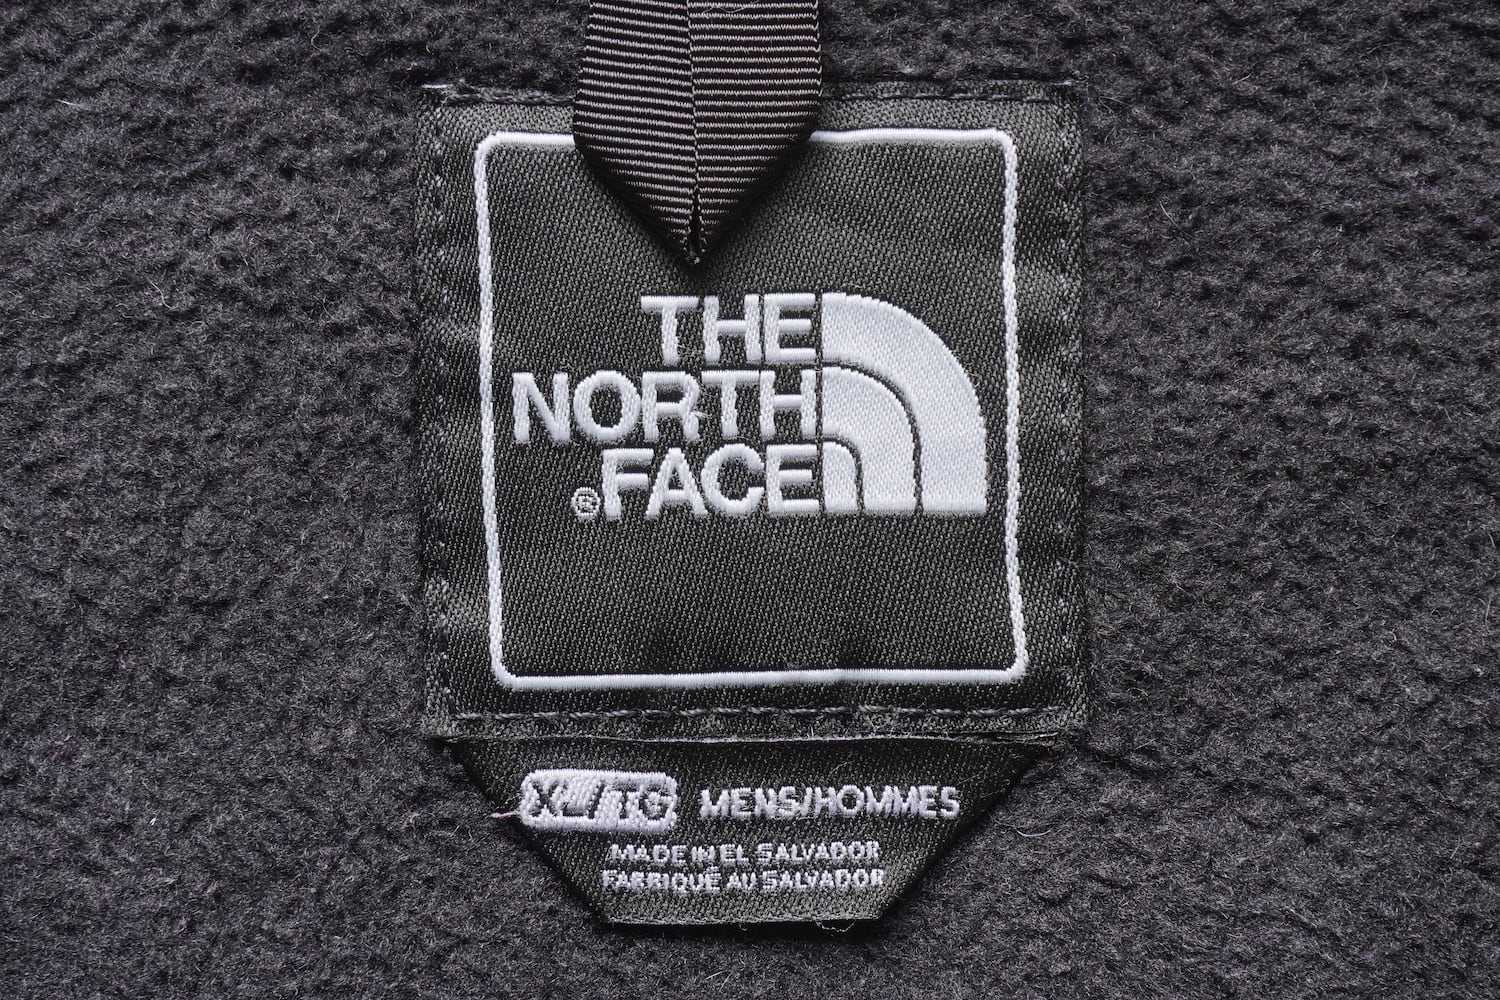 THE
NORTH
FACE
®
XL/TG MENS/HOMMES
MADE IN EL SALVADOR
FABRIQUÉ AU SALVADOR